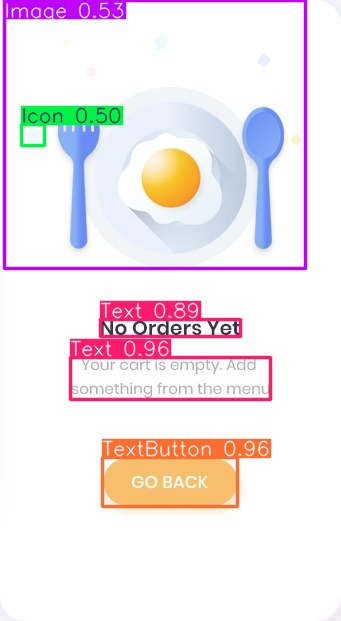 Image 0.53
Icon 0.50
Text 0.89
No Orders Yet
Text 0.96
Your cart is empty. Add
something from the menu
TextButton 0.96
GO BACK